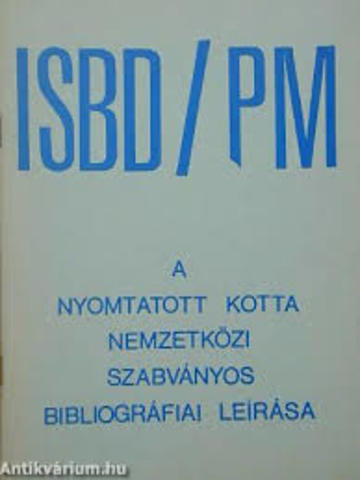 ISBD/PM
A
NYOMTATOTT KOTTA
NEMZETKÖZI
SZABVÁNYOS
BIBLIOGRÁFIAI LEÍRÁSA
Antikvárium.hu